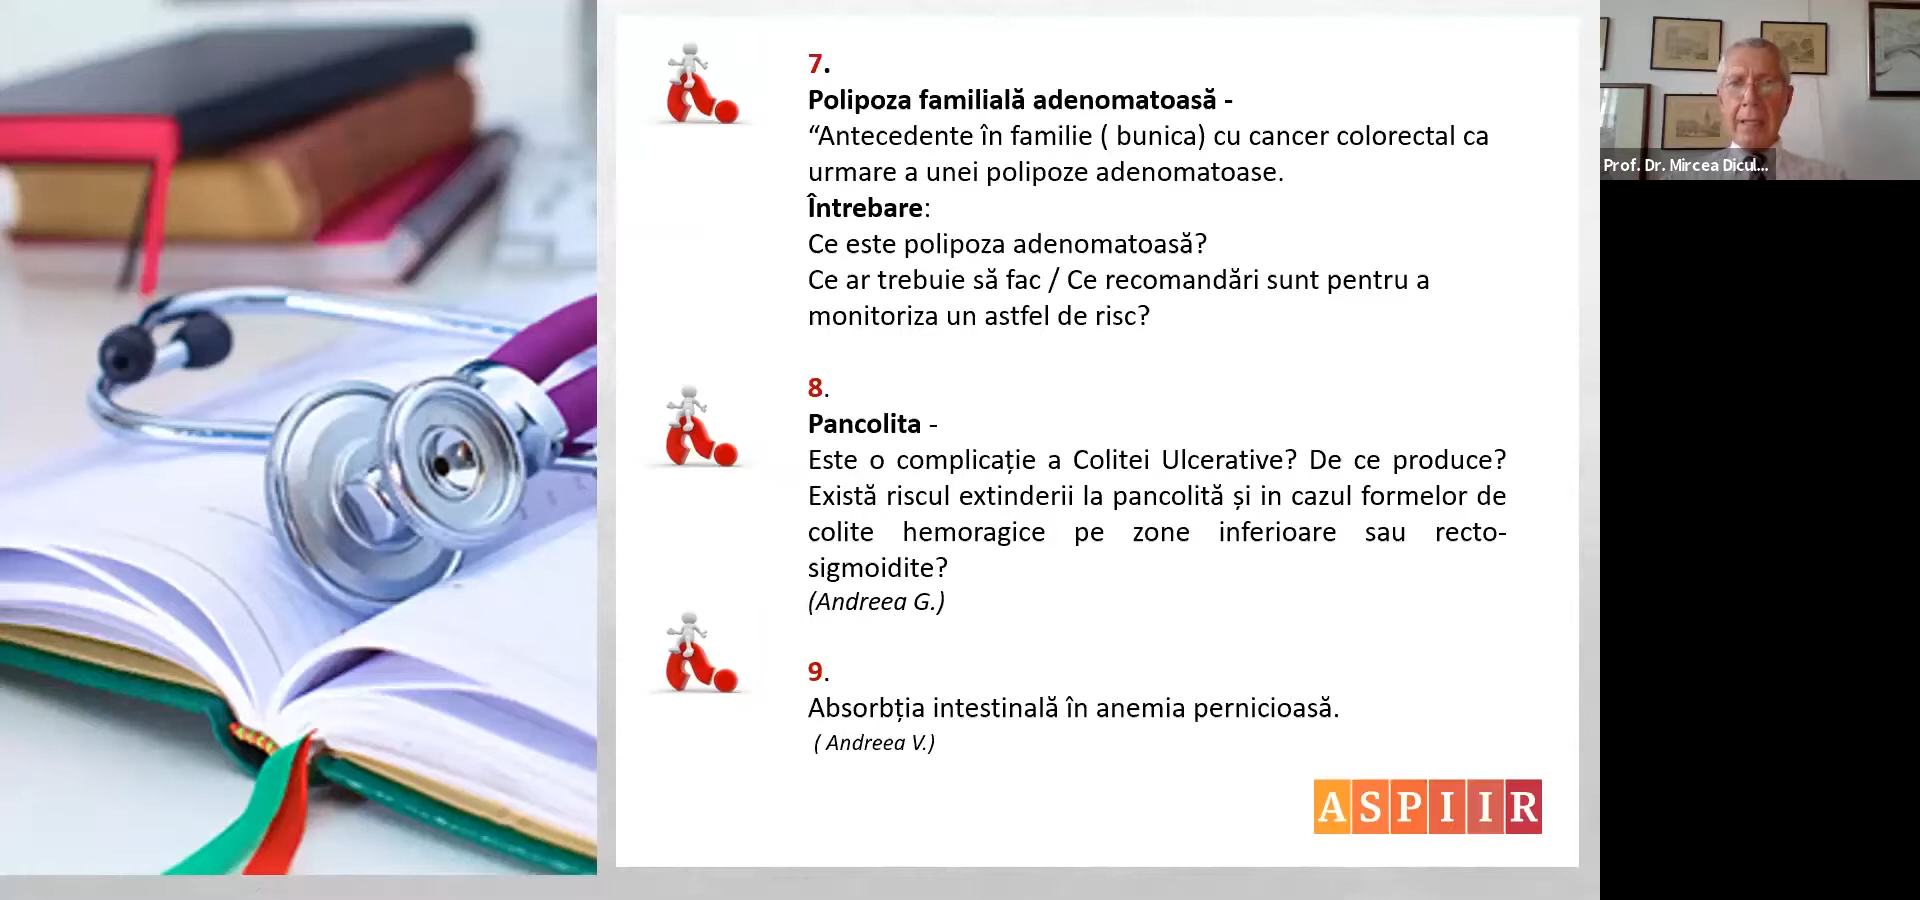 7.
Polipoza familială adenomatoasă -
“Antecedente în familie ( bunica) cu cancer colorectal ca
urmare a unei polipoze adenomatoase.
Întrebare:
Ce este polipoza adenomatoasă?
Ce ar trebuie să fac / Ce recomandări sunt pentru a
monitoriza un astfel de risc?
8.
Pancolita -
Este o complicație a Colitei Ulcerative? De ce produce?
Există riscul extinderii la pancolită și in cazul formelor de
colite hemoragice pe zone inferioare sau recto-
sigmoidite?
(Andreea G.)
9.
Absorbția intestinală în anemia pernicioasă.
( Andreea V.)
ASPIIR
Prof. Dr. Mircea Dicul...